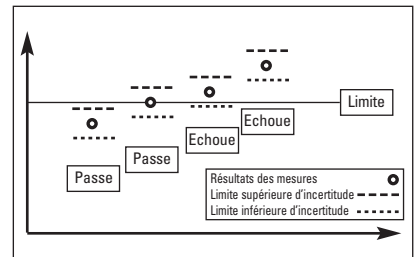 Limite
Echoue
Echoue
Passe
Passe
Résultats des mesures
Limite supérieure d'incertitude
Limite inférieure d'incertitude